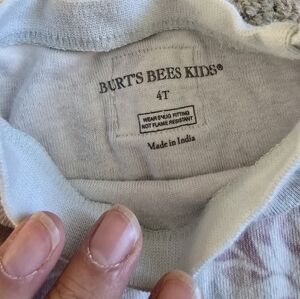 BURT'S BEES KIDS®
4T
WEAR SNUG FITTING
NOT FLAME RESISTANT
Made in India